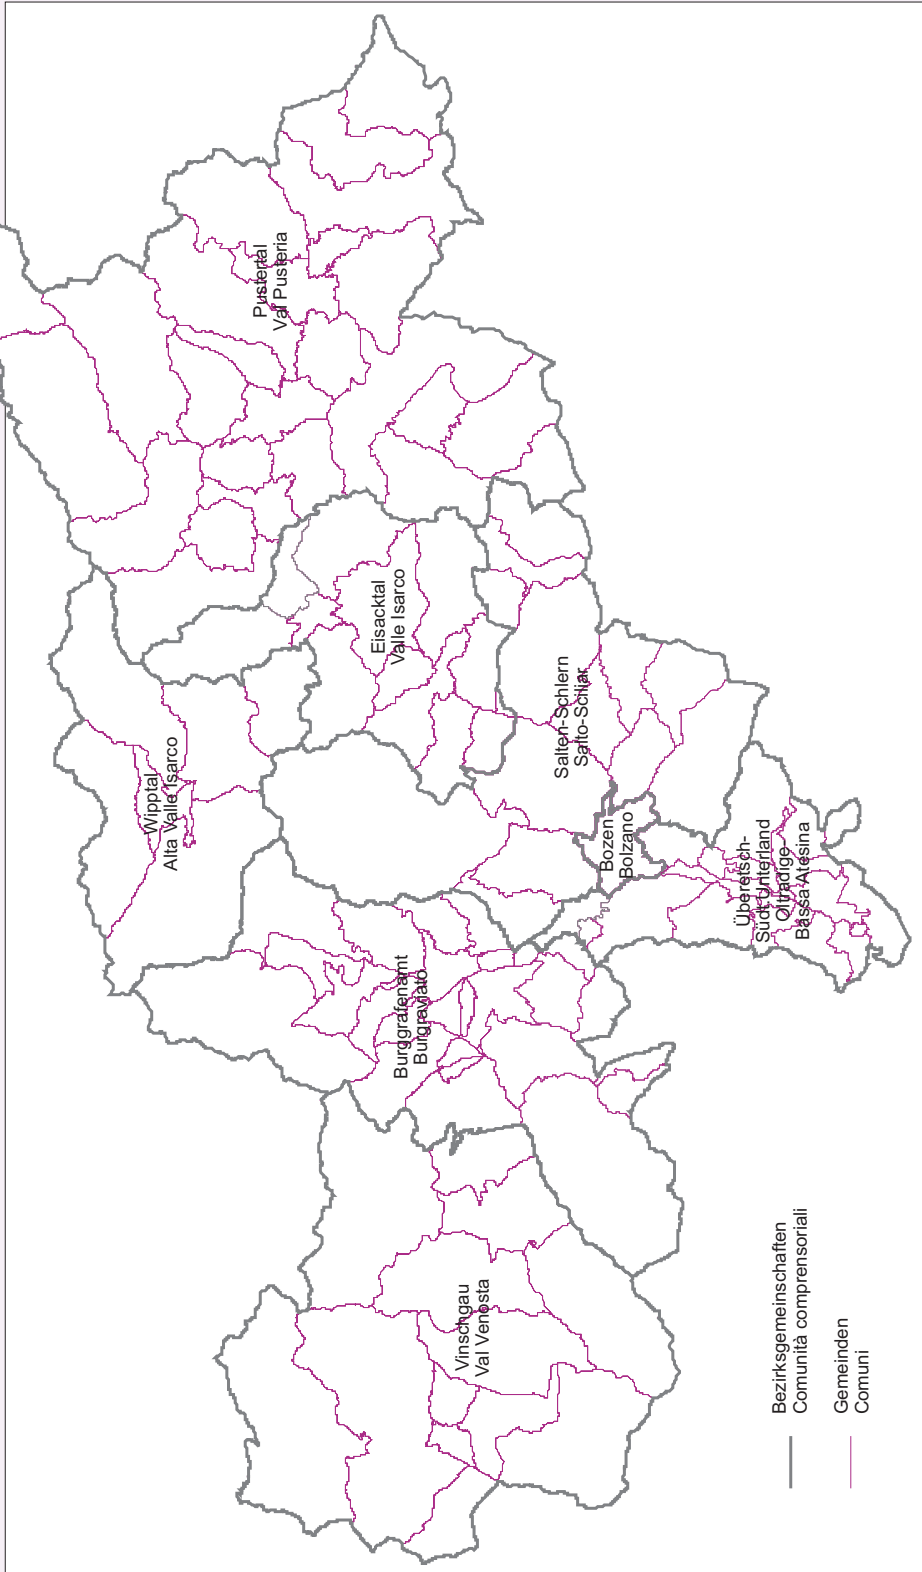 Pustertal
Val Pusteria
Wipptal
Alta Valle Isarco
Eisacktal
Valle Isarco
Burggrafenamt
Burgraviato
Salten-Schlern
Salto-Sciliar
Vinschgau
Val Venosta
Bozen
Bolzano
Überetsch-
Südt.Unterland
Oltradige-
Bassa Atesina
Bezirksgemeinschaften
Comunità comprensoriali
Gemeinden
Comuni